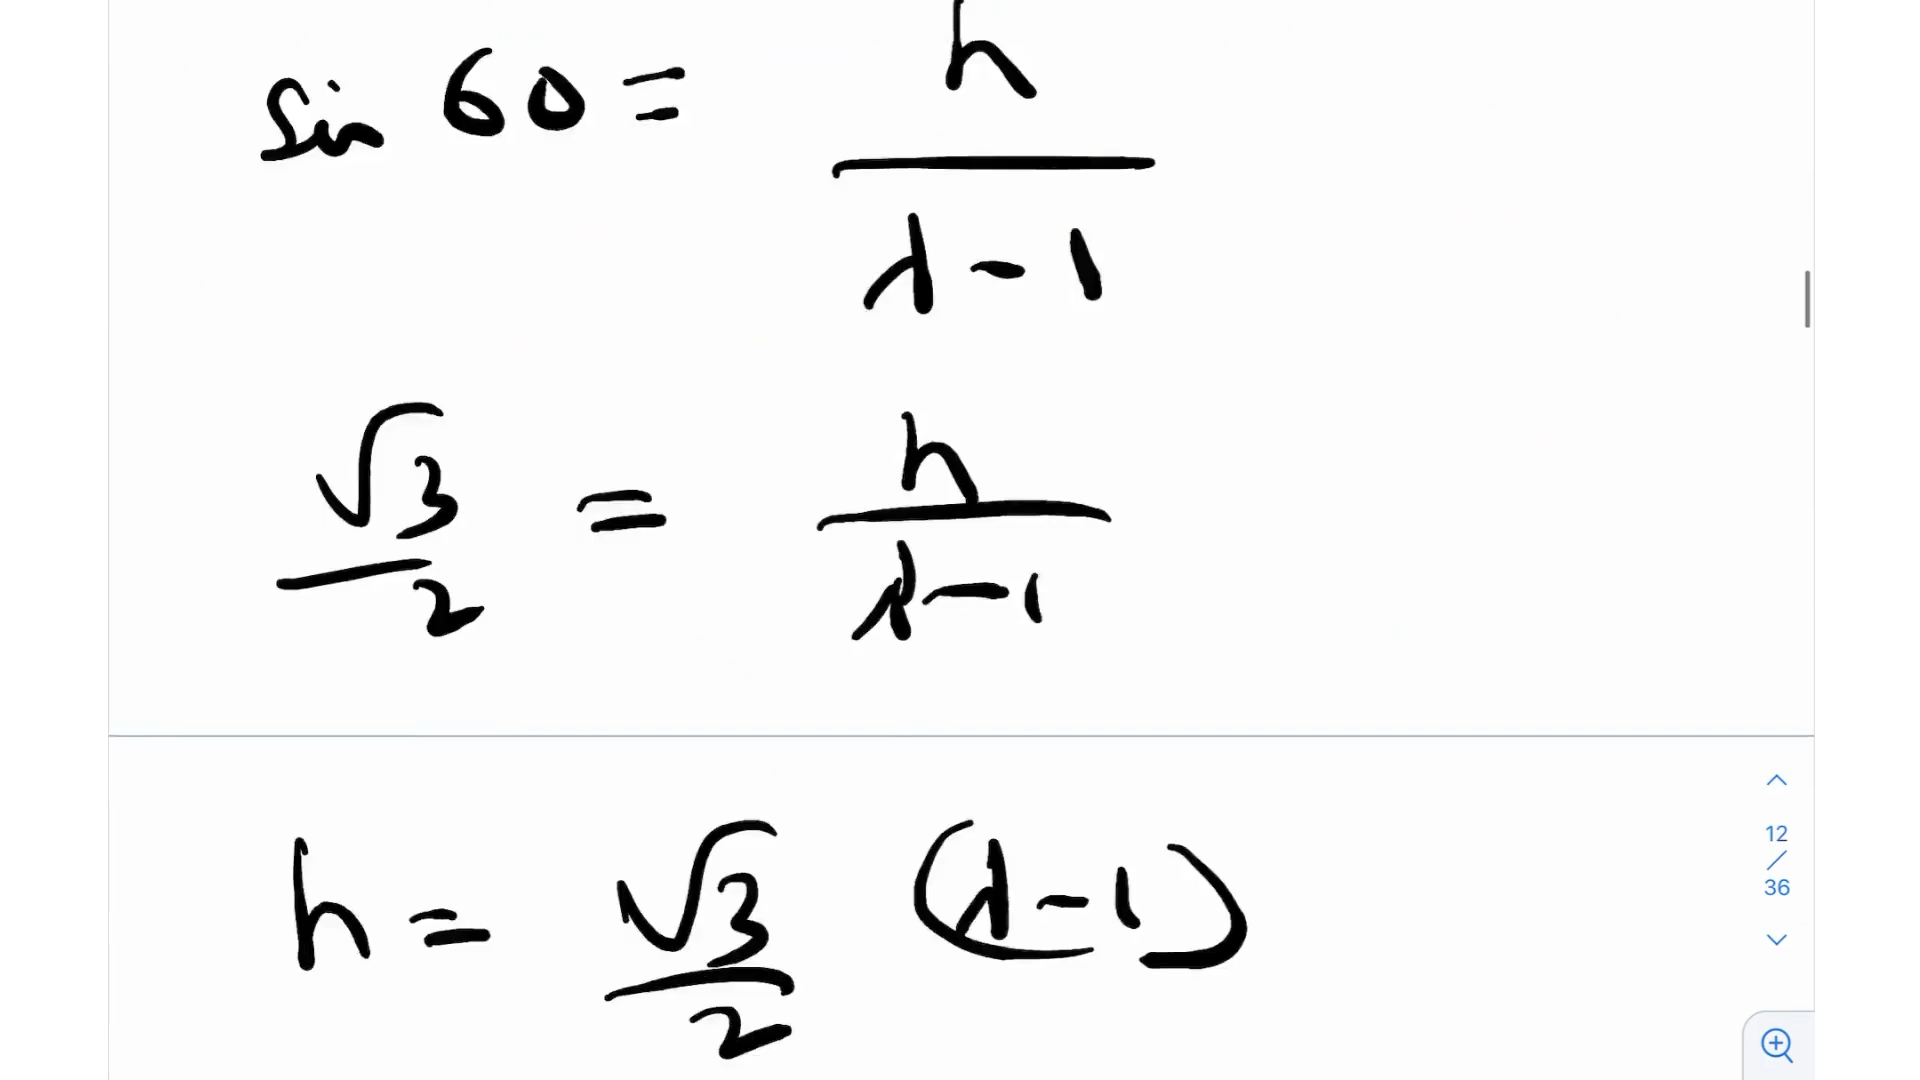 sin 60 = h / λ - 1
√3 / 2 = h / λ - 1
h = √3 / 2 (λ - 1)
12
/
36